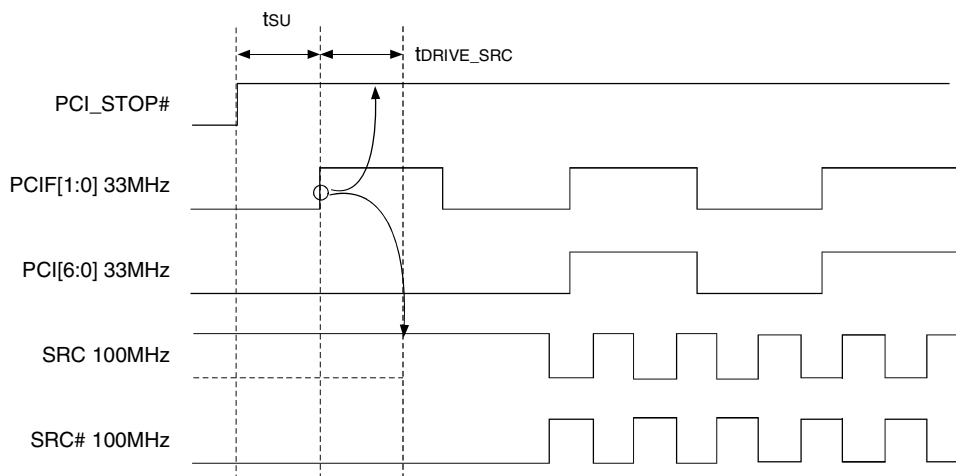 tSU
tDRIVE_SRC
PCI_STOP#
PCIF[1:0] 33MHz
PCI[6:0] 33MHz
SRC 100MHz
SRC# 100MHz